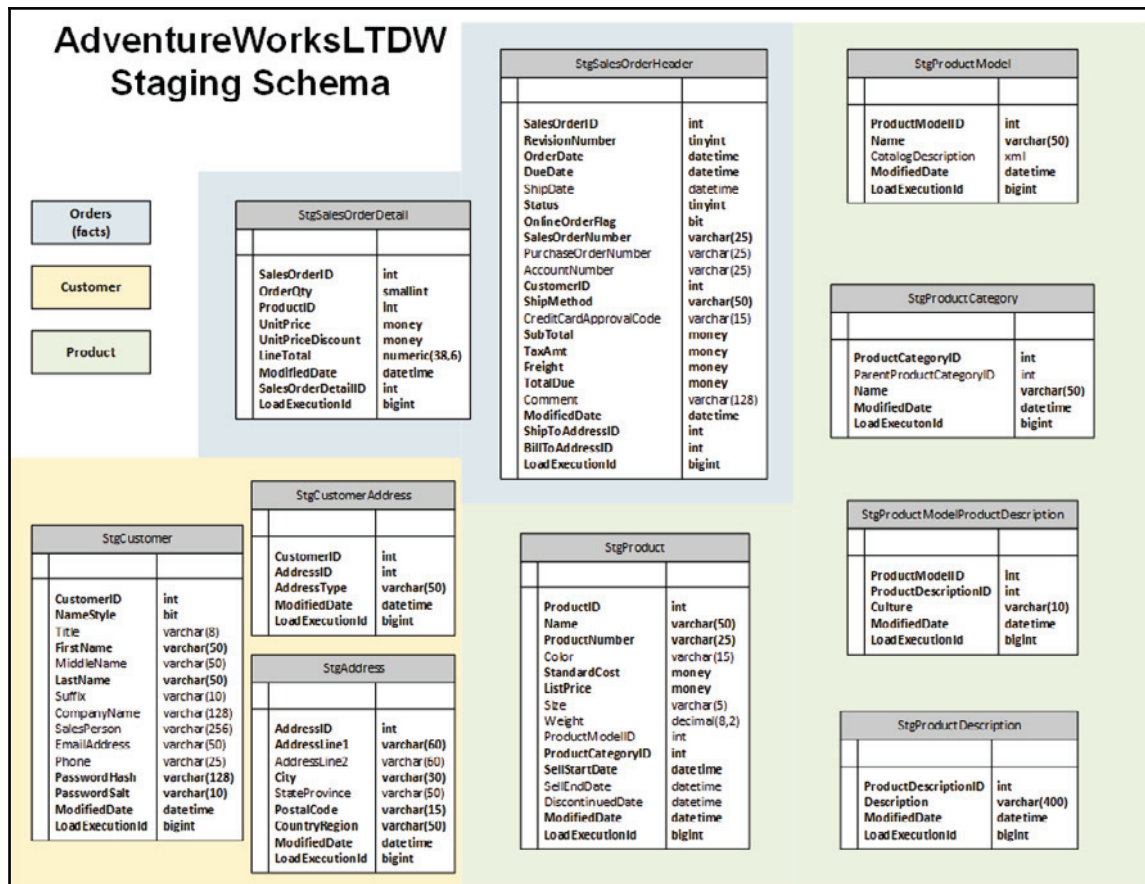 AdventureWorksLTDW
Staging Schema
Orders
(facts)
Customer
Product
StgSalesOrderDetail
SalesOrderID int
OrderQty smallint
ProductID Int
UnitPrice money
UnitPriceDiscount money
LineTotal numeric(38,6)
ModifiedDate datetime
SalesOrderDetailID int
LoadExecutionId bigint
StgSalesOrderHeader
SalesOrderID int
RevisionNumber tinyint
OrderDate datetime
DueDate datetime
ShipDate datetime
Status tinyint
OnlineOrderFlag bit
SalesOrderNumber varchar(25)
PurchaseOrderNumber varchar(25)
AccountNumber varchar(25)
CustomerID int
ShipMethod varchar(50)
CreditCardApprovalCode varchar(15)
SubTotal money
TaxAmt money
Freight money
TotalDue money
Comment varchar(128)
ModifiedDate datetime
ShipToAddressID int
BillToAddressID int
LoadExecutionId bigint
StgProductModel
ProductModelID int
Name varchar(50)
CatalogDescription xml
ModifiedDate datetime
LoadExecutionId bigint
StgProductCategory
ProductCategoryID int
ParentProductCategoryID int
Name varchar(50)
ModifiedDate datetime
LoadExecutonId bigint
StgCustomer
CustomerID int
NameStyle bit
Title varchar(8)
FirstName varchar(50)
MiddleName varchar(50)
LastName varchar(50)
Suffix varchar(10)
CompanyName varchar(128)
SalesPerson varchar(256)
EmailAddress varchar(50)
Phone varchar(25)
PasswordHash varchar(128)
PasswordSalt varchar(10)
ModifiedDate datetime
LoadExecutionId bigint
StgCustomerAddress
CustomerID int
AddressID int
AddressType varchar(50)
ModifiedDate datetime
LoadExecutionId bigint
StgAddress
AddressID int
AddressLine1 varchar(60)
AddressLine2 varchar(60)
City varchar(30)
StateProvince varchar(50)
PostalCode varchar(15)
CountryRegion varchar(50)
ModifiedDate datetime
LoadExecutionId bigint
StgProduct
ProductID int
Name varchar(50)
ProductNumber varchar(25)
Color varchar(15)
StandardCost money
ListPrice money
Size varchar(5)
Weight decimal(8,2)
ProductModelID int
ProductCategoryID int
SellStartDate datetime
SellEndDate datetime
DiscontinuedDate datetime
ModifiedDate datetime
LoadExecutionId bigint
StgProductModelProductDescription
ProductModelID Int
ProductDescriptionID int
Culture varchar(10)
ModifiedDate datetime
LoadExecutionId bigint
StgProductDescription
ProductDescriptionID int
Description varchar(400)
ModifiedDate datetime
LoadExecutionId bigint